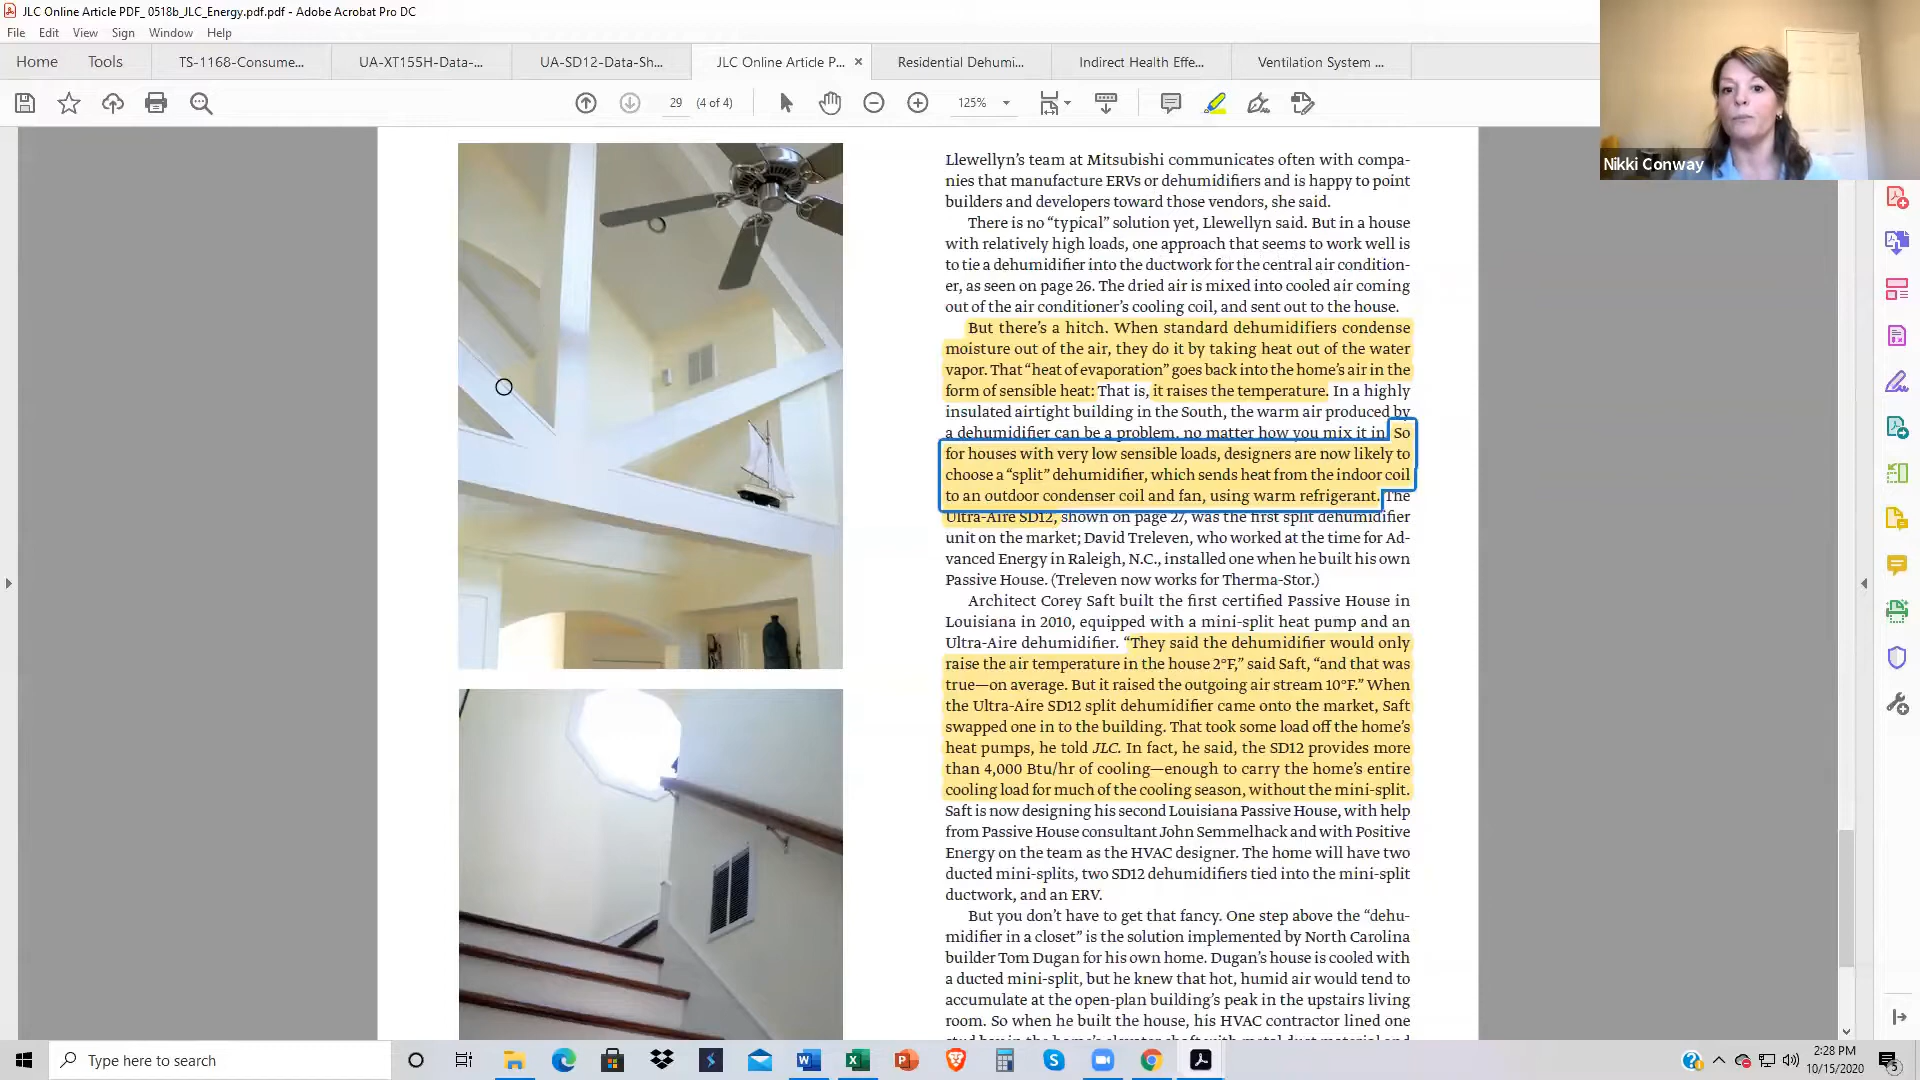 JLC Online Article PDF_ 0518b_JLC_Energy.pdf.pdf - Adobe Acrobat Pro DC
File Edit View Sign Window Help
Home Tools TS-1168-Consume... UA-XT155H-Data-... UA-SD12-Data-Sh... JLC Online Article P... × Residential Dehumi... Indirect Health Effe... Ventilation System ...
29 (4 of 4) 125%
Nikki Conway
Llewellyn’s team at Mitsubishi communicates often with compa-
nies that manufacture ERVs or dehumidifiers and is happy to point
builders and developers toward those vendors, she said.
There is no “typical” solution yet, Llewellyn said. But in a house
with relatively high loads, one approach that seems to work well is
to tie a dehumidifier into the ductwork for the central air condition-
er, as seen on page 26. The dried air is mixed into cooled air coming
out of the air conditioner’s cooling coil, and sent out to the house.
But there’s a hitch. When standard dehumidifiers condense
moisture out of the air, they do it by taking heat out of the water
vapor. That “heat of evaporation” goes back into the home’s air in the
form of sensible heat: That is, it raises the temperature. In a highly
insulated airtight building in the South, the warm air produced by
a dehumidifier can be a problem, no matter how you mix it in. So
for houses with very low sensible loads, designers are now likely to
choose a “split” dehumidifier, which sends heat from the indoor coil
to an outdoor condenser coil and fan, using warm refrigerant. The
Ultra-Aire SD12, shown on page 27, was the first split dehumidifier
unit on the market; David Treleven, who worked at the time for Ad-
vanced Energy in Raleigh, N.C., installed one when he built his own
Passive House. (Treleven now works for Therma-Stor.)
Architect Corey Saft built the first certified Passive House in
Louisiana in 2010, equipped with a mini-split heat pump and an
Ultra-Aire dehumidifier. “They said the dehumidifier would only
raise the air temperature in the house 2°F,” said Saft, “and that was
true—on average. But it raised the outgoing air stream 10°F.” When
the Ultra-Aire SD12 split dehumidifier came onto the market, Saft
swapped one in to the building. That took some load off the home’s
heat pumps, he told JLC. In fact, he said, the SD12 provides more
than 4,000 Btu/hr of cooling—enough to carry the home’s entire
cooling load for much of the cooling season, without the mini-split.
Saft is now designing his second Louisiana Passive House, with help
from Passive House consultant John Semmelhack and with Positive
Energy on the team as the HVAC designer. The home will have two
ducted mini-splits, two SD12 dehumidifiers tied into the mini-split
ductwork, and an ERV.
But you don’t have to get that fancy. One step above the “dehu-
midifier in a closet” is the solution implemented by North Carolina
builder Tom Dugan for his own home. Dugan’s house is cooled with
a ducted mini-split, but he knew that hot, humid air would tend to
accumulate at the open-plan building’s peak in the upstairs living
room. So when he built the house, his HVAC contractor lined one
Type here to search
2:28 PM
10/15/2020
5